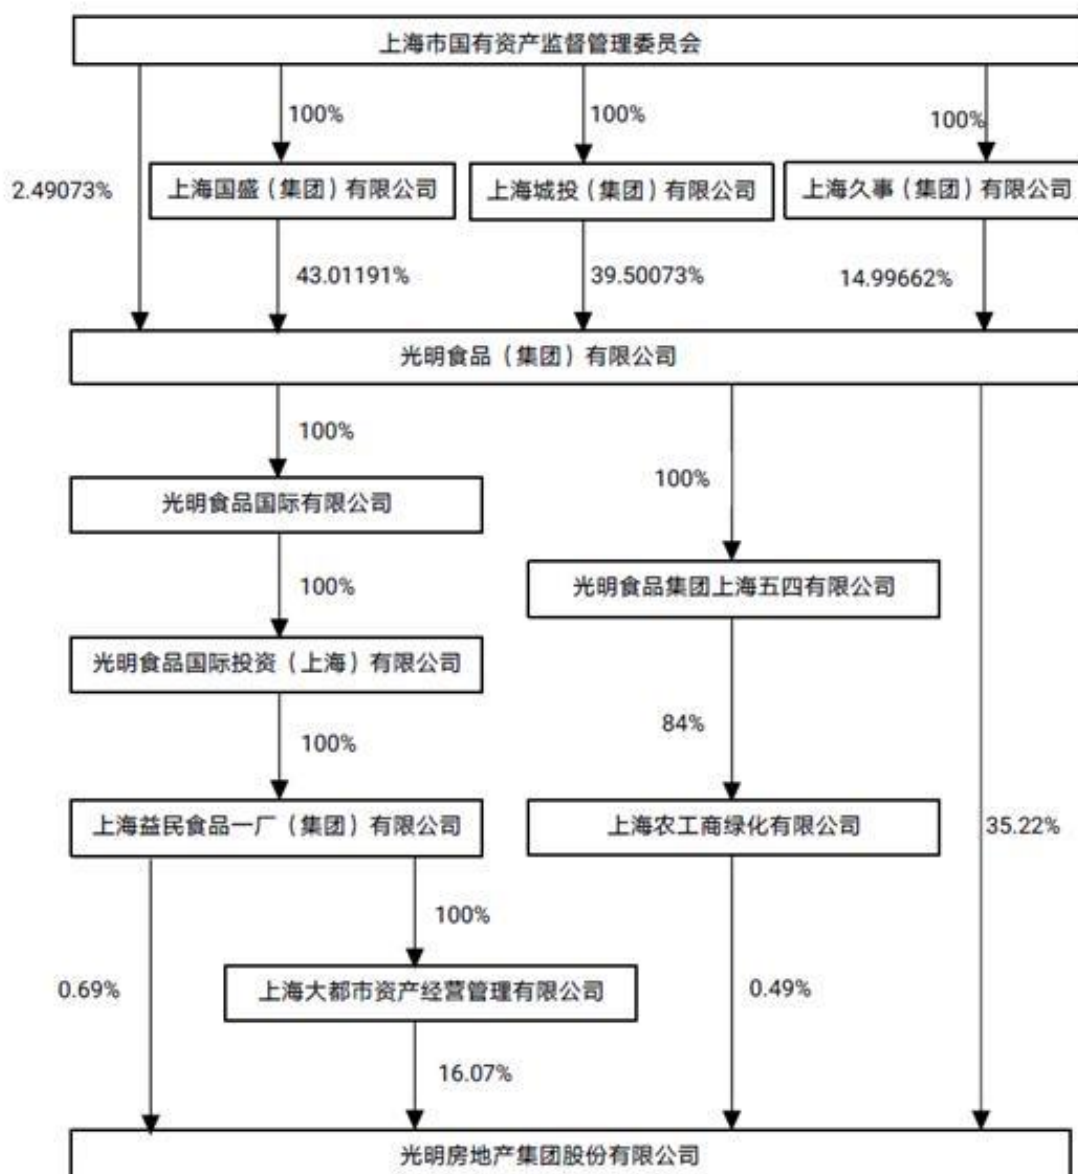 上海市国有资产监督管理委员会
100%
100%
100%
2.49073%
上海国盛（集团）有限公司
上海城投（集团）有限公司
上海久事（集团）有限公司
43.01191%
39.50073%
14.99662%
光明食品（集团）有限公司
100%
100%
光明食品国际有限公司
100%
光明食品集团上海五四有限公司
光明食品国际投资（上海）有限公司
84%
100%
上海益民食品一厂（集团）有限公司
上海农工商绿化有限公司
35.22%
100%
0.69%
上海大都市资产经营管理有限公司
0.49%
16.07%
光明房地产集团股份有限公司